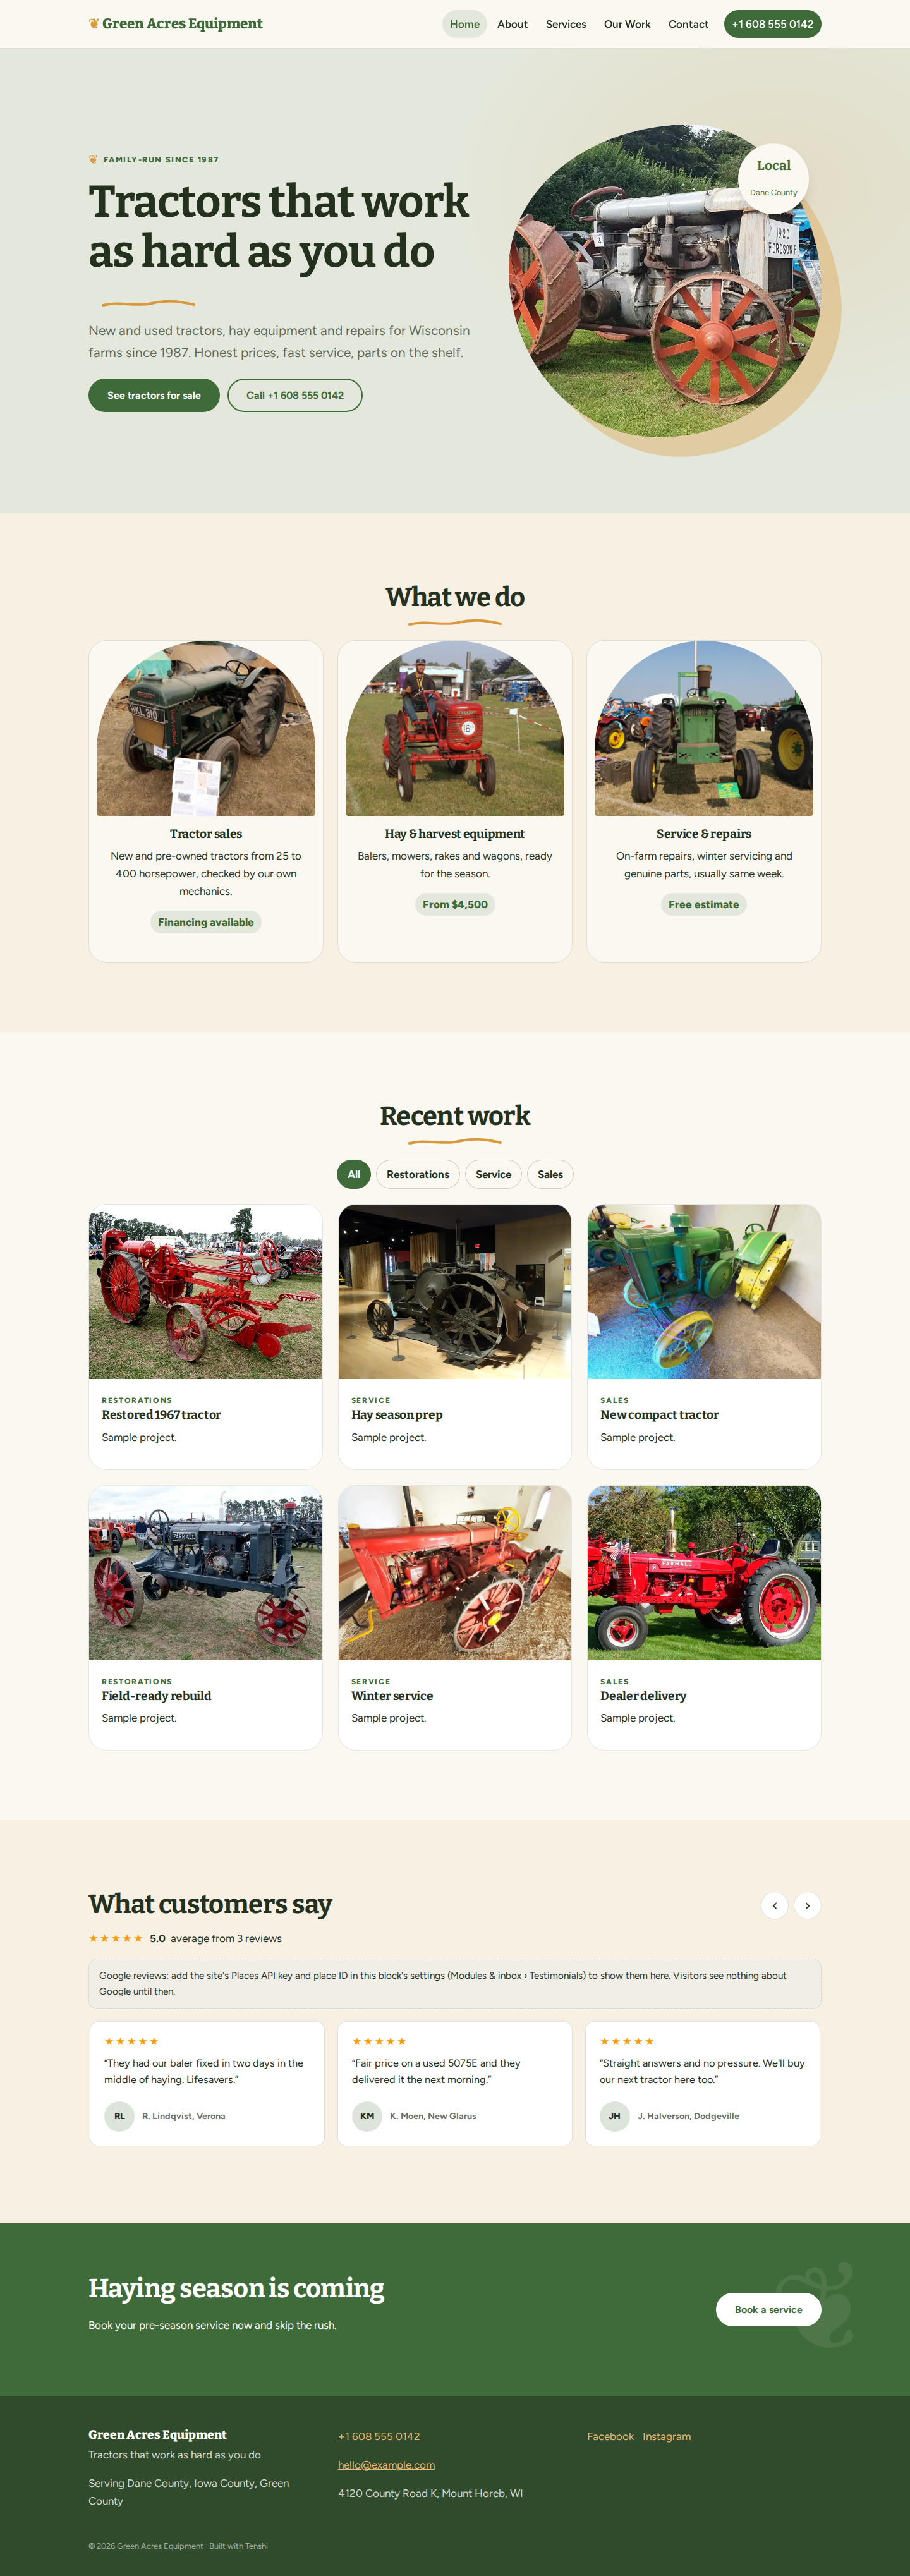 Green Acres Equipment
Home
About
Services
Our Work
Contact
+1 608 555 0142
FAMILY-RUN SINCE 1987
Tractors that work
as hard as you do
New and used tractors, hay equipment and repairs for Wisconsin
farms since 1987. Honest prices, fast service, parts on the shelf.
See tractors for sale
Call +1 608 555 0142
Local
Dane County
1920
FORDSON F
What we do
HKL 310
Tractor sales
New and pre-owned tractors from 25 to
400 horsepower, checked by our own
mechanics.
Financing available
16
Hay & harvest equipment
Balers, mowers, rakes and wagons, ready
for the season.
From $4,500
Service & repairs
On-farm repairs, winter servicing and
genuine parts, usually same week.
Free estimate
Recent work
All
Restorations
Service
Sales
RESTORATIONS
Restored 1967 tractor
Sample project.
SERVICE
Hay season prep
Sample project.
SALES
New compact tractor
Sample project.
RESTORATIONS
Field-ready rebuild
Sample project.
SERVICE
Winter service
Sample project.
FARMALL
SALES
Dealer delivery
Sample project.
What customers say
★★★★★ 5.0 average from 3 reviews
Google reviews: add the site's Places API key and place ID in this block's settings (Modules & inbox › Testimonials) to show them here. Visitors see nothing about
Google until then.
★★★★★
“They had our baler fixed in two days in the
middle of haying. Lifesavers.”
RL
R. Lindqvist, Verona
★★★★★
“Fair price on a used 5075E and they
delivered it the next morning.”
KM
K. Moen, New Glarus
★★★★★
“Straight answers and no pressure. We'll buy
our next tractor here too.”
JH
J. Halverson, Dodgeville
Haying season is coming
Book your pre-season service now and skip the rush.
Book a service
Green Acres Equipment
Tractors that work as hard as you do
Serving Dane County, Iowa County, Green
County
+1 608 555 0142
hello@example.com
4120 County Road K, Mount Horeb, WI
Facebook
Instagram
© 2026 Green Acres Equipment · Built with Tenshi